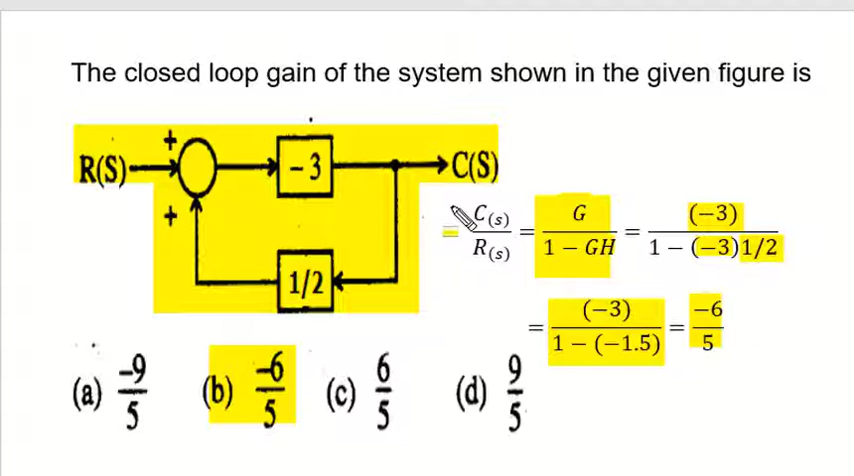 The closed loop gain of the system shown in the given figure is
+
R(S)
-3
C(S)
+
1/2
= C(s)/R(s) = G/(1 − GH) = (−3)/(1 − (−3)1/2)
= (−3)/(1 − (−1.5)) = −6/5
(a) -9/5 (b) -6/5 (c) 6/5 (d) 9/5